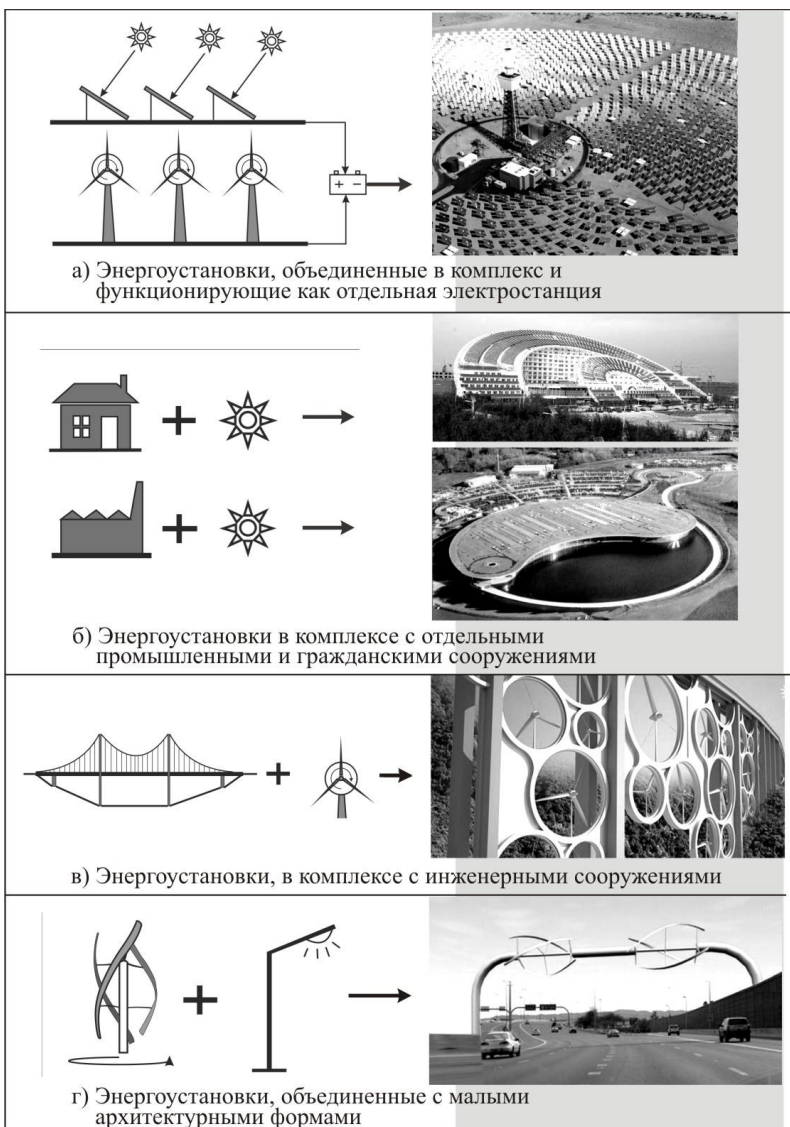 + −
а) Энергоустановки, объединенные в комплекс и
функционирующие как отдельная электростанция
+
+
б) Энергоустановки в комплексе с отдельными
промышленными и гражданскими сооружениями
+
в) Энергоустановки, в комплексе с инженерными сооружениями
+
г) Энергоустановки, объединенные с малыми
архитектурными формами